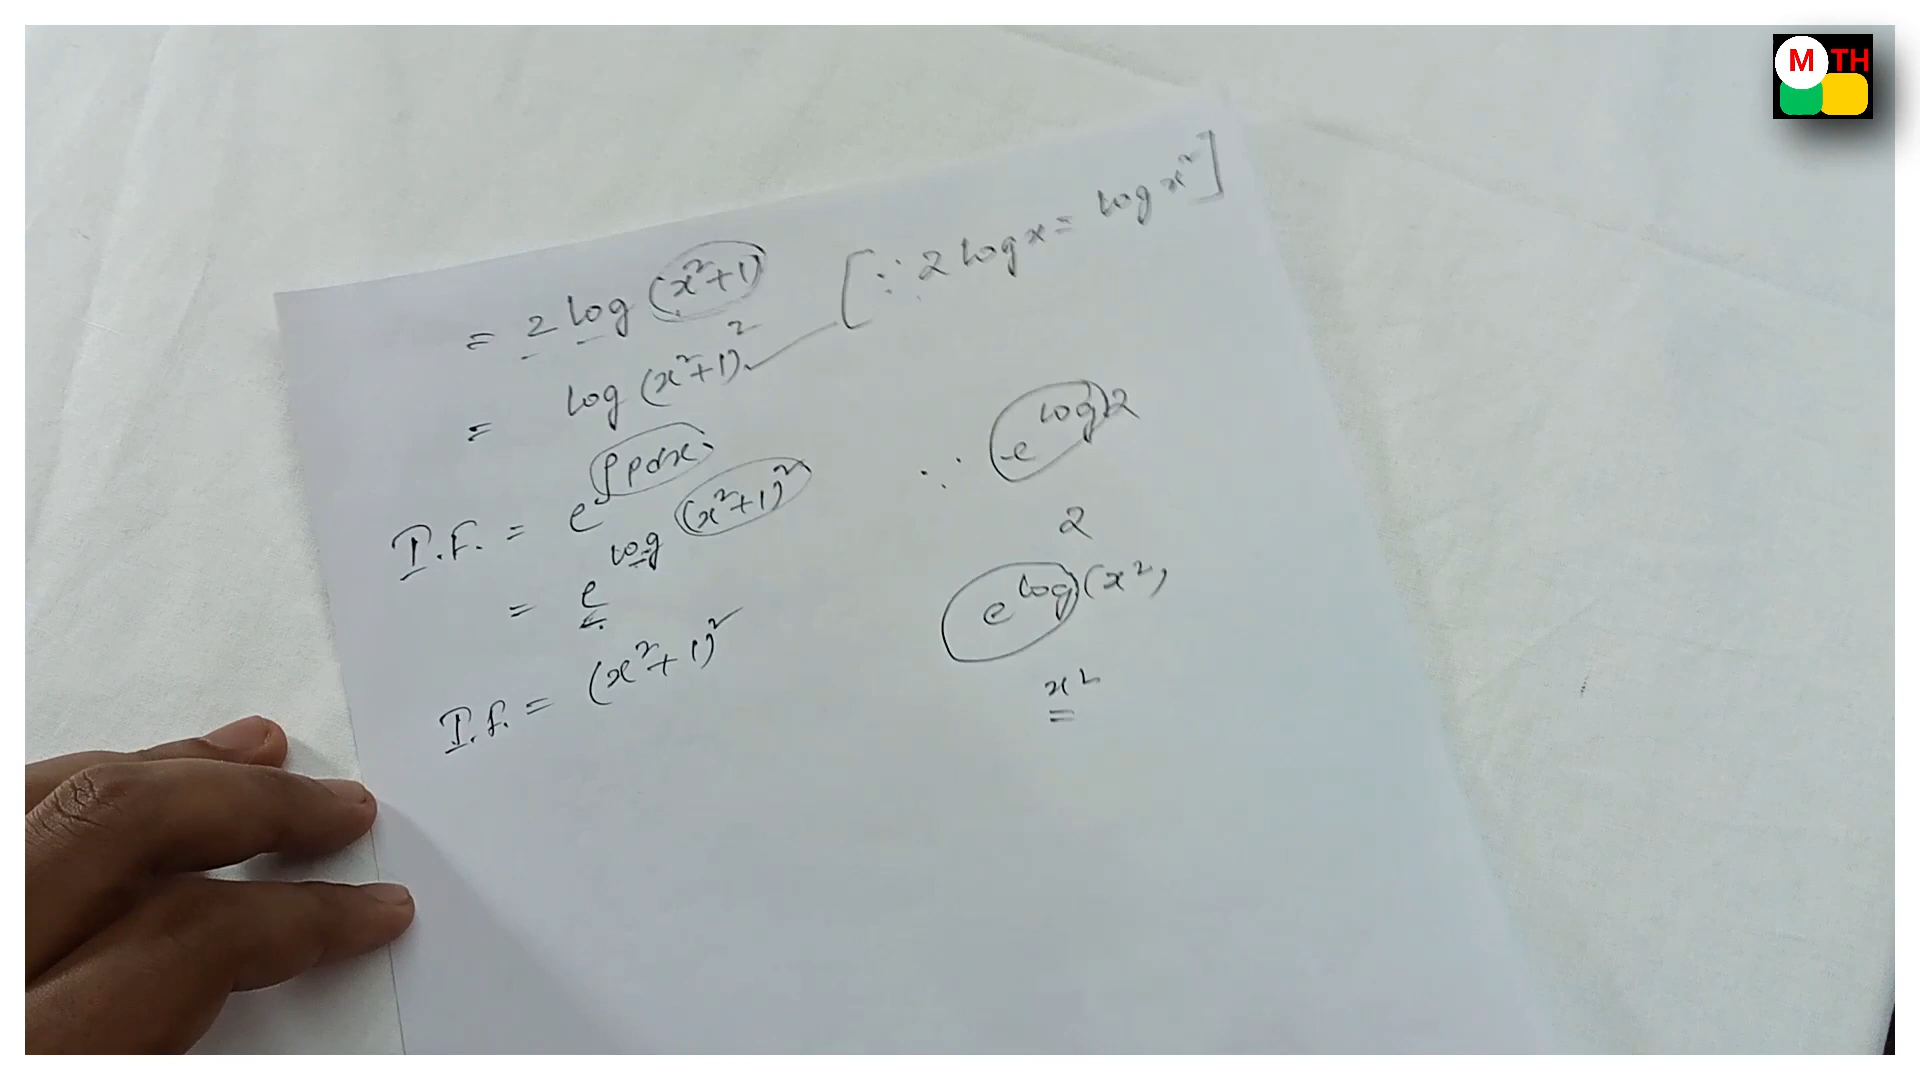 M TH
= 2 log (x²+1)
[∵ 2 log x = log x²]
= log (x²+1)²
I.F. = e^∫pdx
= e^log (x²+1)²
I.F. = (x²+1)²
∵ e^log 2
2
e^log (x²)
x²
=